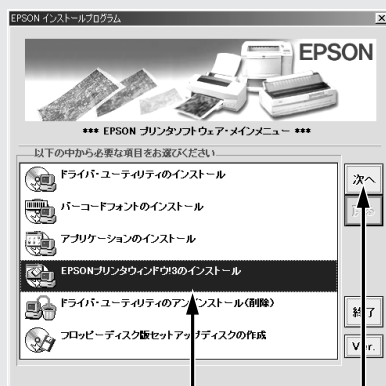 EPSON インストールプログラム
EPSON
*** EPSON プリンタソフトウェア・メインメニュー ***
以下の中から必要な項目をお選びください
ドライバ・ユーティリティのインストール
次へ
バーコードフォントのインストール
アプリケーションのインストール
EPSONプリンタウィンドウ!3のインストール
ドライバ・ユーティリティのアンインストール(削除)
終了
フロッピーディスク版セットアップディスクの作成
Ver.